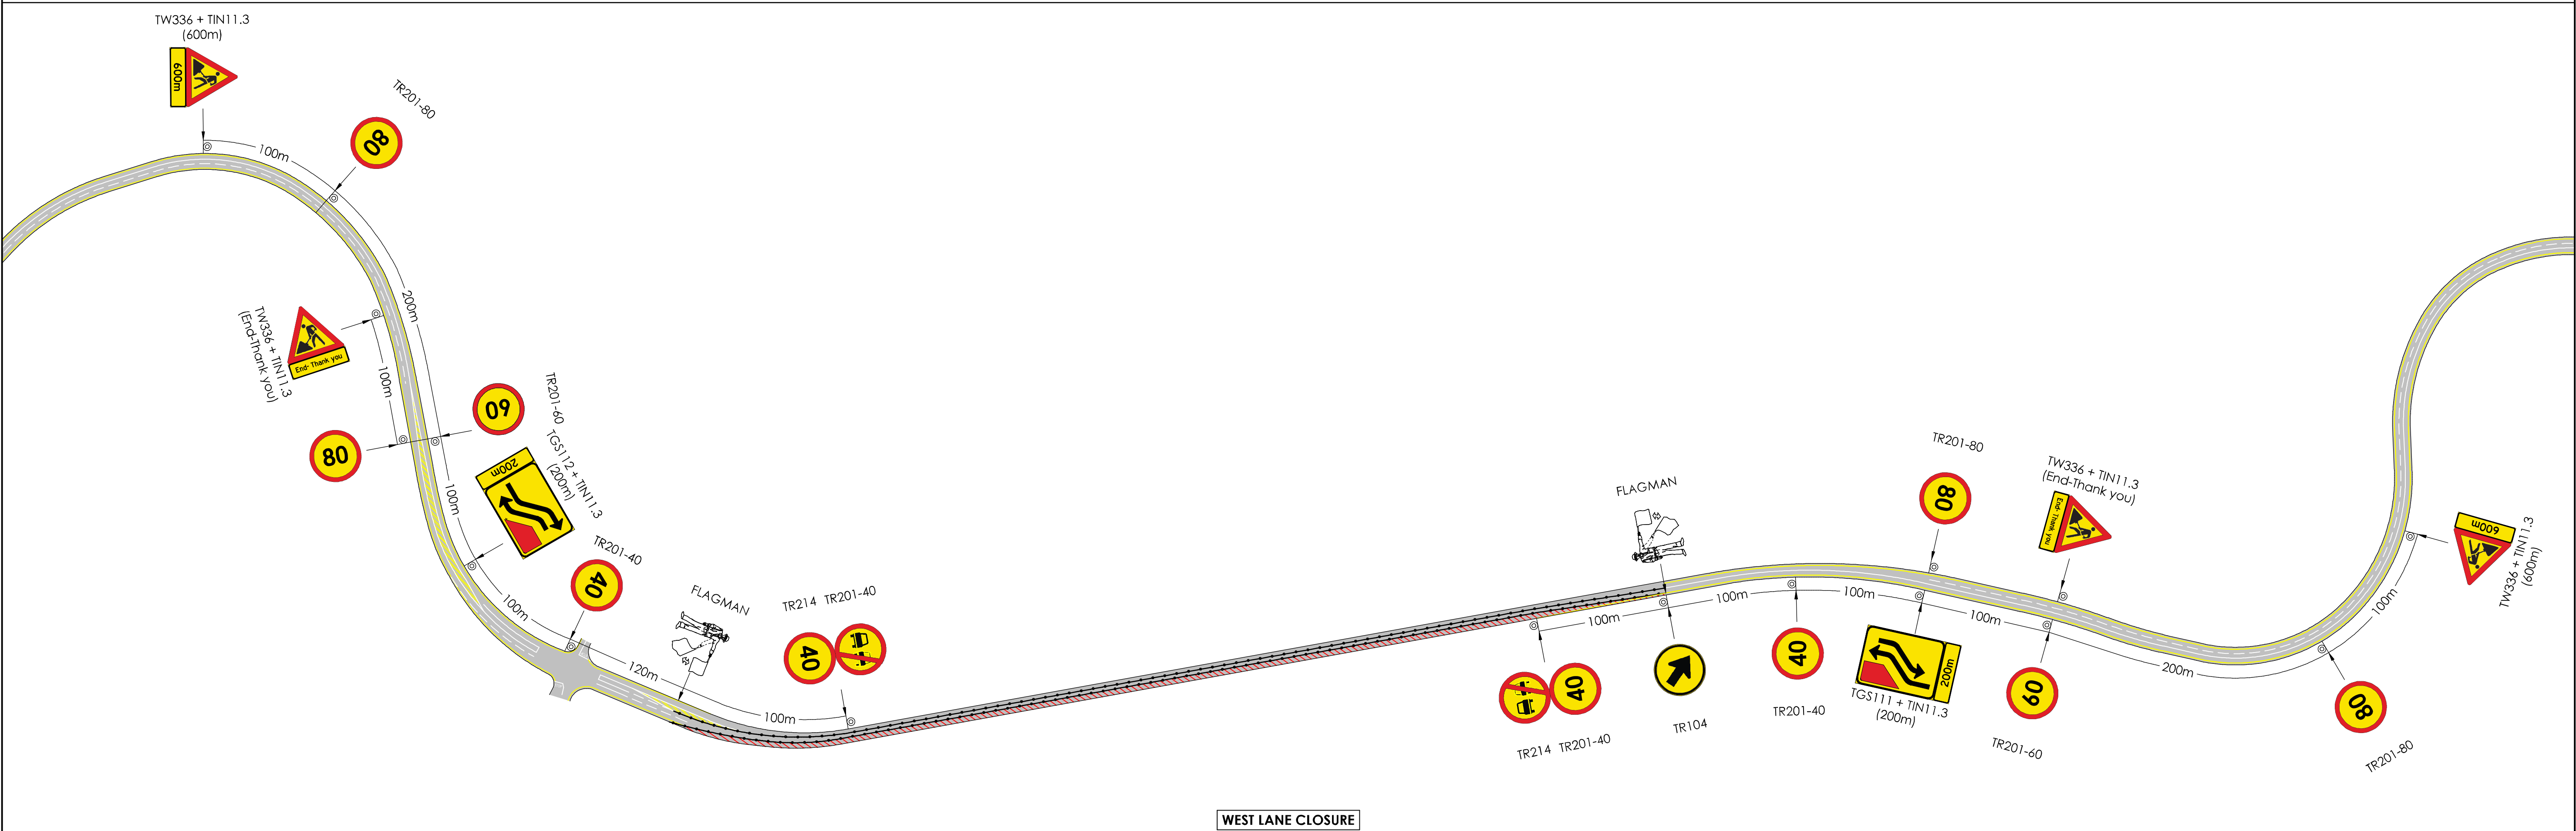 TW336 + TIN11.3
(600m)
600m
100m
TR201-80
80
200m
TW336 + TIN11.3
(End-Thank you)
End- Thank you
100m
80
60
TR201-60
TGS112 + TIN11.3
(200m)
200m
100m
TR201-40
40
100m
FLAGMAN
120m
TR214 TR201-40
40
100m
FLAGMAN
100m
40
TR214 TR201-40
TR104
100m
40
TR201-40
100m
200m
TGS111 + TIN11.3
(200m)
TR201-80
80
TW336 + TIN11.3
(End-Thank you)
End- Thank you
100m
60
TR201-60
200m
80
TR201-80
100m
600m
TW336 + TIN11.3
(600m)
WEST LANE CLOSURE